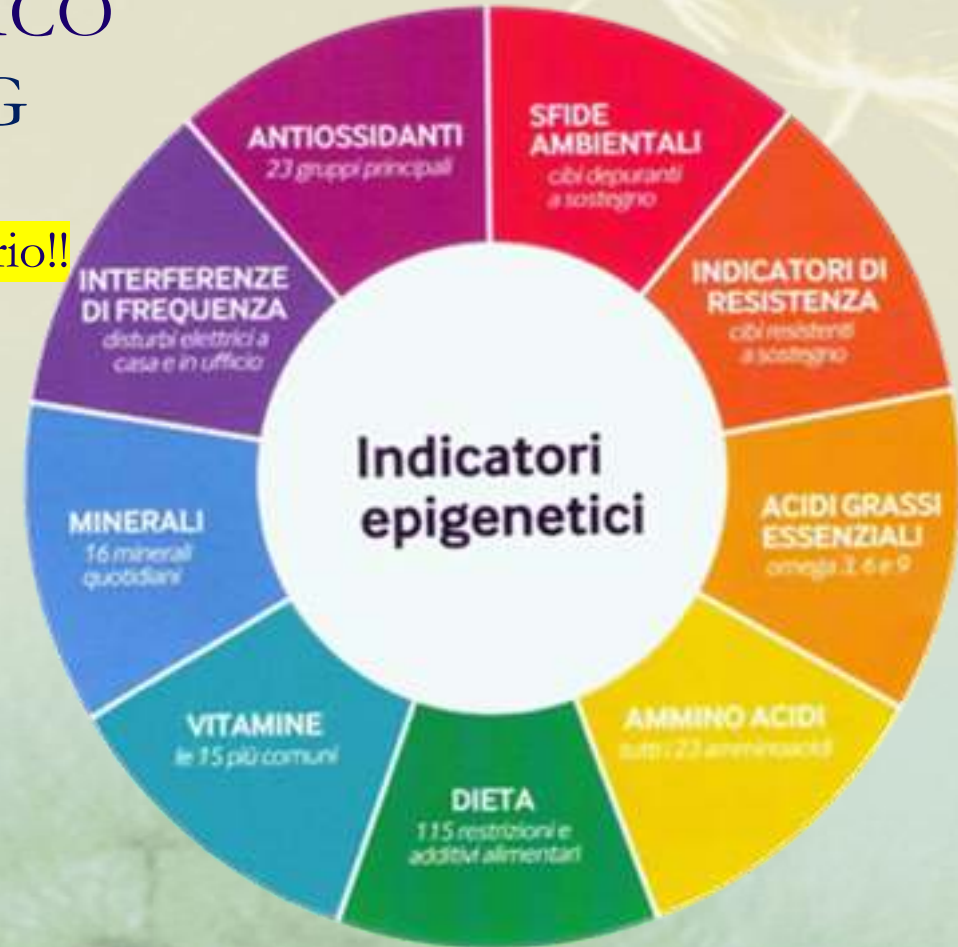 RCO
G
rio!!
ANTIOSSIDANTI
23 gruppi principali
SFIDE
AMBIENTALI
cibi depuranti
a sostegno
INDICATORI DI
RESISTENZA
cibi resistenti
a sostegno
ACIDI GRASSI
ESSENZIALI
omega 3, 6 e 9
AMMINO ACIDI
tutti i 23 amminoacidi
DIETA
115 restrizioni e
additivi alimentari
VITAMINE
le 15 più comuni
MINERALI
16 minerali
quotidiani
INTERFERENZE
DI FREQUENZA
disturbi elettrici a
casa e in ufficio
Indicatori
epigenetici